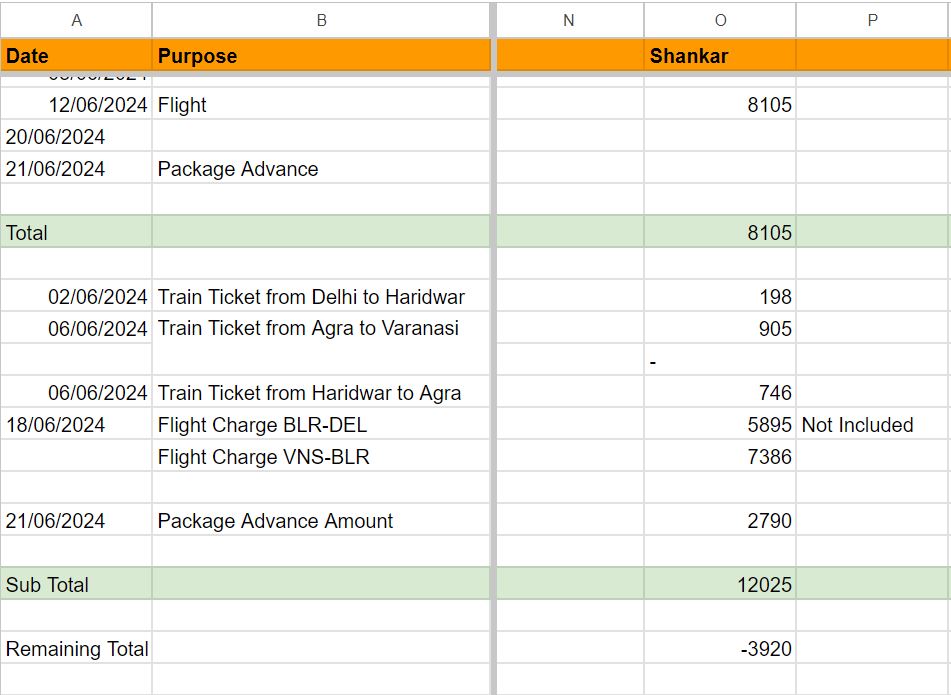 A B N O P
Date Purpose Shankar
12/06/2024 Flight 8105
20/06/2024
21/06/2024 Package Advance
Total 8105
02/06/2024 Train Ticket from Delhi to Haridwar 198
06/06/2024 Train Ticket from Agra to Varanasi 905
-
06/06/2024 Train Ticket from Haridwar to Agra 746
18/06/2024 Flight Charge BLR-DEL 5895 Not Included
Flight Charge VNS-BLR 7386
21/06/2024 Package Advance Amount 2790
Sub Total 12025
Remaining Total -3920